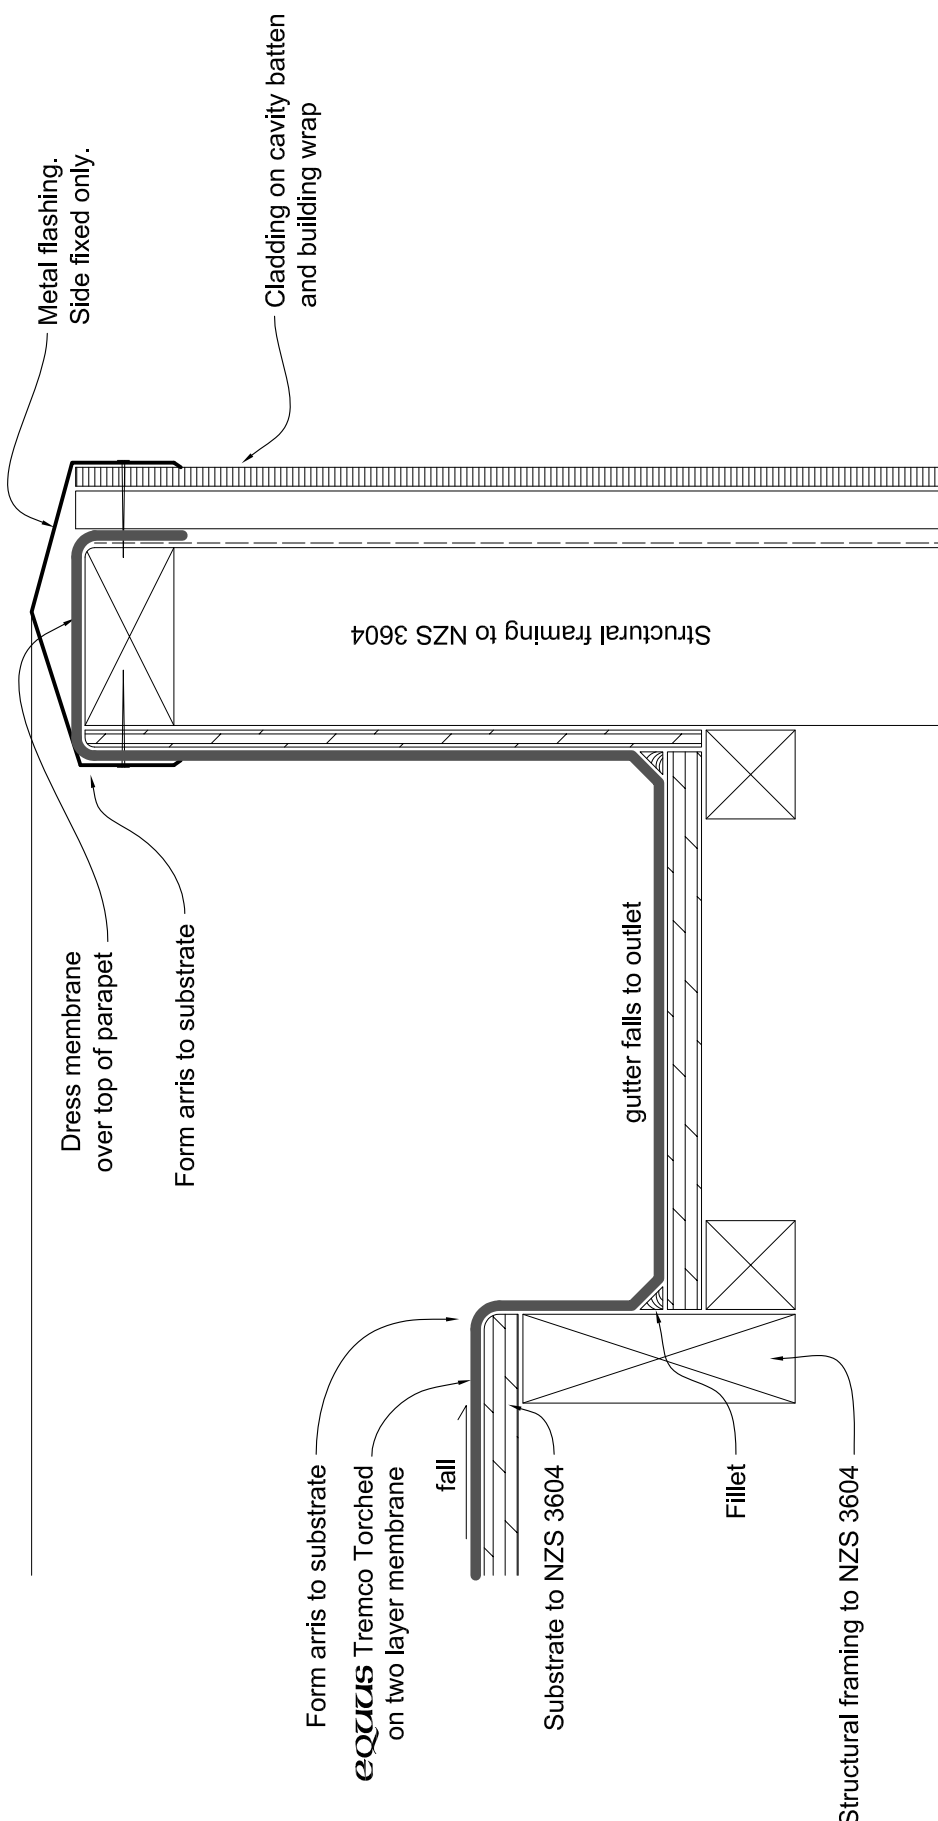 Metal flashing.
Side fixed only.
Cladding on cavity batten
and building wrap
Structural framing to NZS 3604
Dress membrane
over top of parapet
Form arris to substrate
gutter falls to outlet
Form arris to substrate
equus Tremco Torched
on two layer membrane
fall
Substrate to NZS 3604
Fillet
Structural framing to NZS 3604